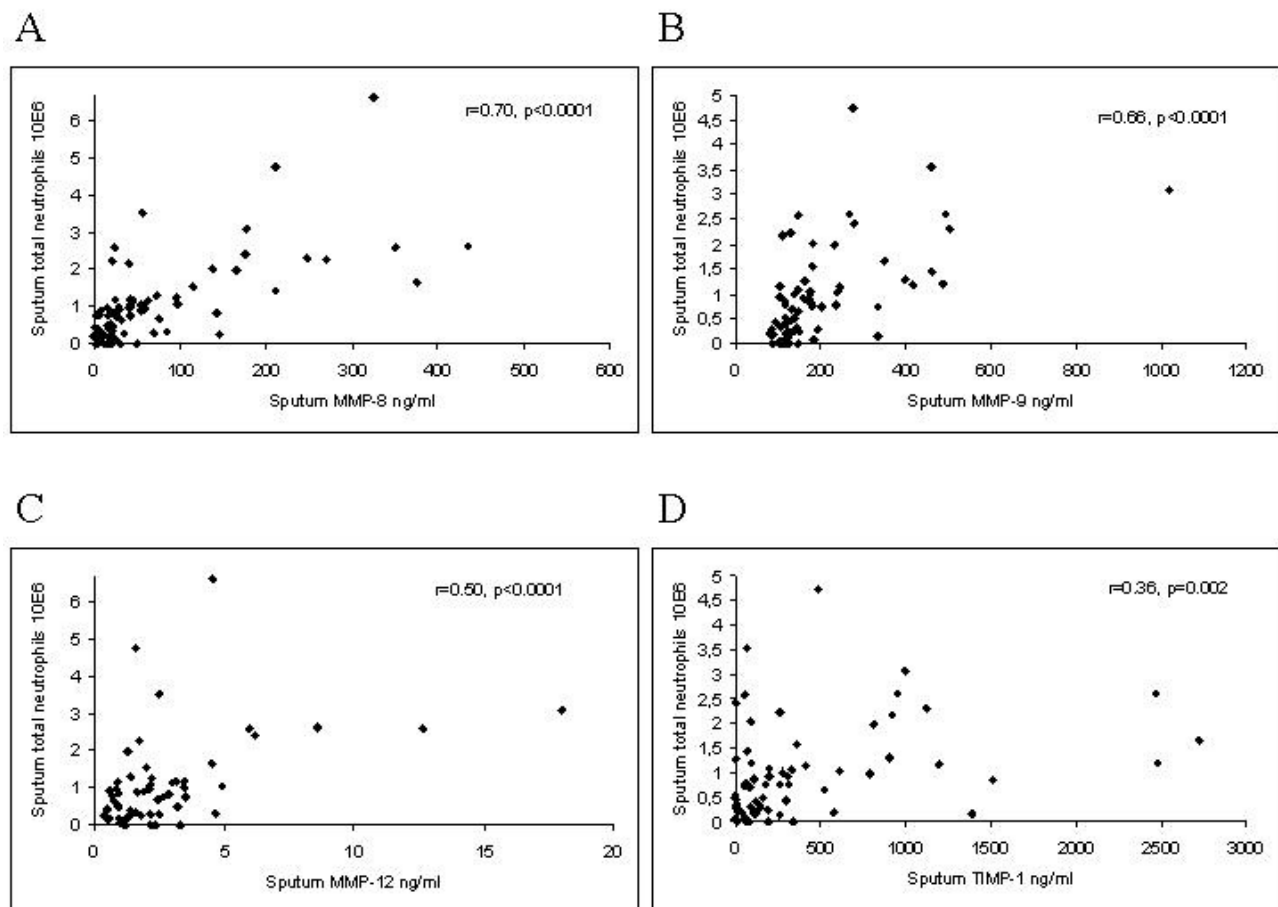 A
Sputum total neutrophils 10E6
r=0.70, p<0.0001
6
5
4
3
2
1
0
0 100 200 300 400 500 600
Sputum MMP-8 ng/ml
B
Sputum total neutrophils 10E6
r=0.66, p<0.0001
5
4,5
4
3,5
3
2,5
2
1,5
1
0,5
0
0 200 400 600 800 1000 1200
Sputum MMP-9 ng/ml
C
Sputum total neutrophils 10E6
r=0.50, p<0.0001
6
5
4
3
2
1
0
0 5 10 15 20
Sputum MMP-12 ng/ml
D
Sputum total neutrophils 10E6
r=0.36, p=0.002
5
4,5
4
3,5
3
2,5
2
1,5
1
0,5
0
0 500 1000 1500 2000 2500 3000
Sputum TIMP-1 ng/ml